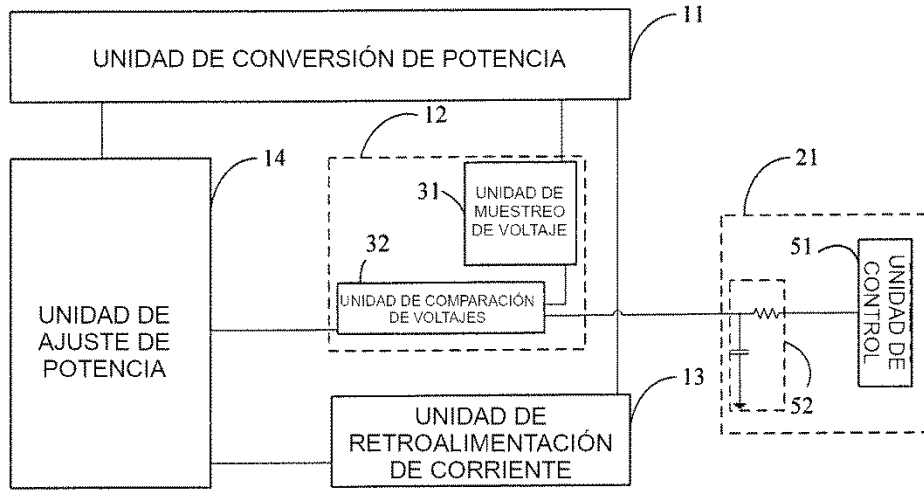 11
UNIDAD DE CONVERSIÓN DE POTENCIA
12
14
21
31
UNIDAD DE
MUESTREO
DE VOLTAJE
51
UNIDAD DE
CONTROL
32
UNIDAD DE COMPARACIÓN
DE VOLTAJES
UNIDAD DE
AJUSTE DE
POTENCIA
13
52
UNIDAD DE
RETROALIMENTACIÓN
DE CORRIENTE